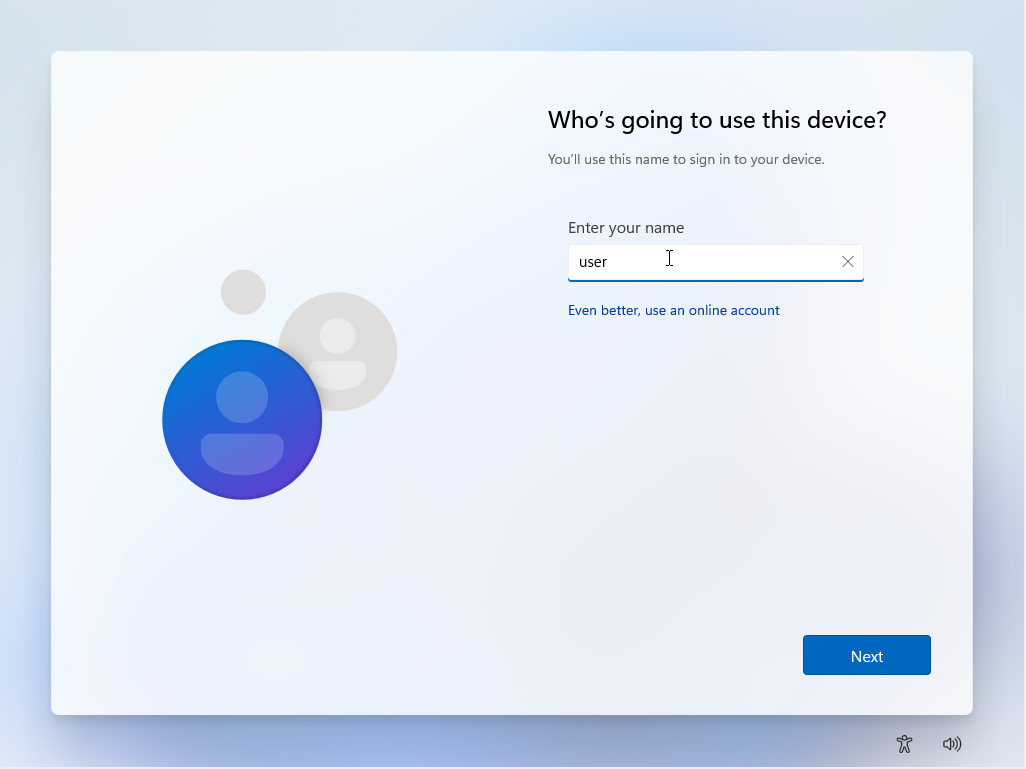 Who’s going to use this device?
You’ll use this name to sign in to your device.
Enter your name
user
Even better, use an online account
Next